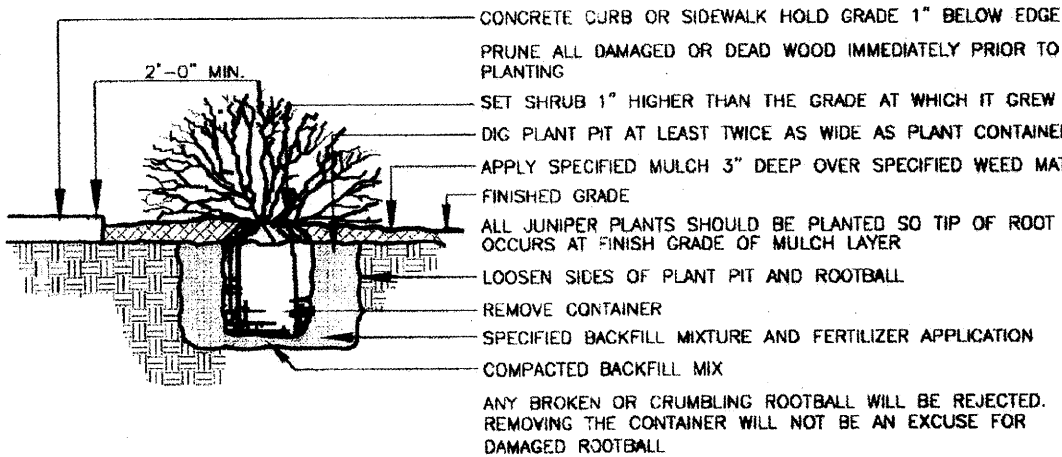 CONCRETE CURB OR SIDEWALK HOLD GRADE 1" BELOW EDGE
PRUNE ALL DAMAGED OR DEAD WOOD IMMEDIATELY PRIOR TO
PLANTING
2'-0" MIN.
SET SHRUB 1" HIGHER THAN THE GRADE AT WHICH IT GREW
DIG PLANT PIT AT LEAST TWICE AS WIDE AS PLANT CONTAINE
APPLY SPECIFIED MULCH 3" DEEP OVER SPECIFIED WEED MA
FINISHED GRADE
ALL JUNIPER PLANTS SHOULD BE PLANTED SO TIP OF ROOT
OCCURS AT FINISH GRADE OF MULCH LAYER
LOOSEN SIDES OF PLANT PIT AND ROOTBALL
REMOVE CONTAINER
SPECIFIED BACKFILL MIXTURE AND FERTILIZER APPLICATION
COMPACTED BACKFILL MIX
ANY BROKEN OR CRUMBLING ROOTBALL WILL BE REJECTED.
REMOVING THE CONTAINER WILL NOT BE AN EXCUSE FOR
DAMAGED ROOTBALL